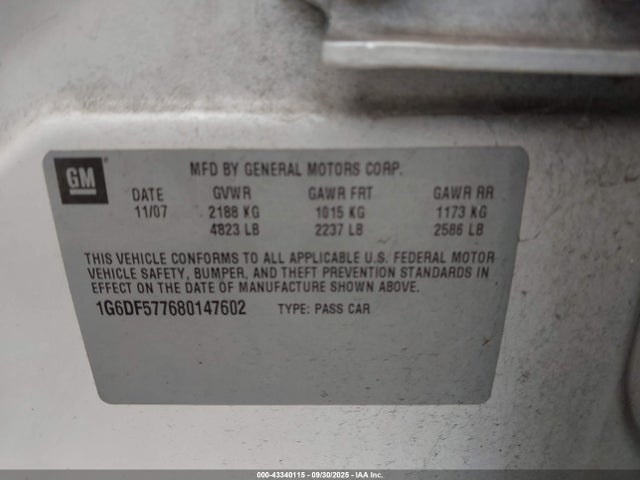 GM
MFD BY GENERAL MOTORS CORP.
DATE GVWR GAWR FRT GAWR RR
11/07 2188 KG 1015 KG 1173 KG
4823 LB 2237 LB 2586 LB
THIS VEHICLE CONFORMS TO ALL APPLICABLE U.S. FEDERAL MOTOR
VEHICLE SAFETY, BUMPER, AND THEFT PREVENTION STANDARDS IN
EFFECT ON THE DATE OF MANUFACTURE SHOWN ABOVE.
1G6DF577680147602 TYPE: PASS CAR
000-43340115 - 09/30/2025 - IAA Inc.